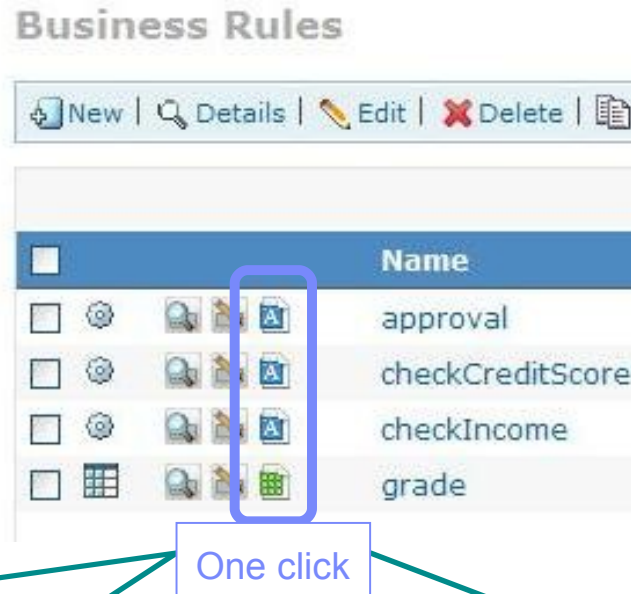 Business Rules
New | Details | Edit | Delete |
Name
approval
checkCreditScore
checkIncome
grade
One click